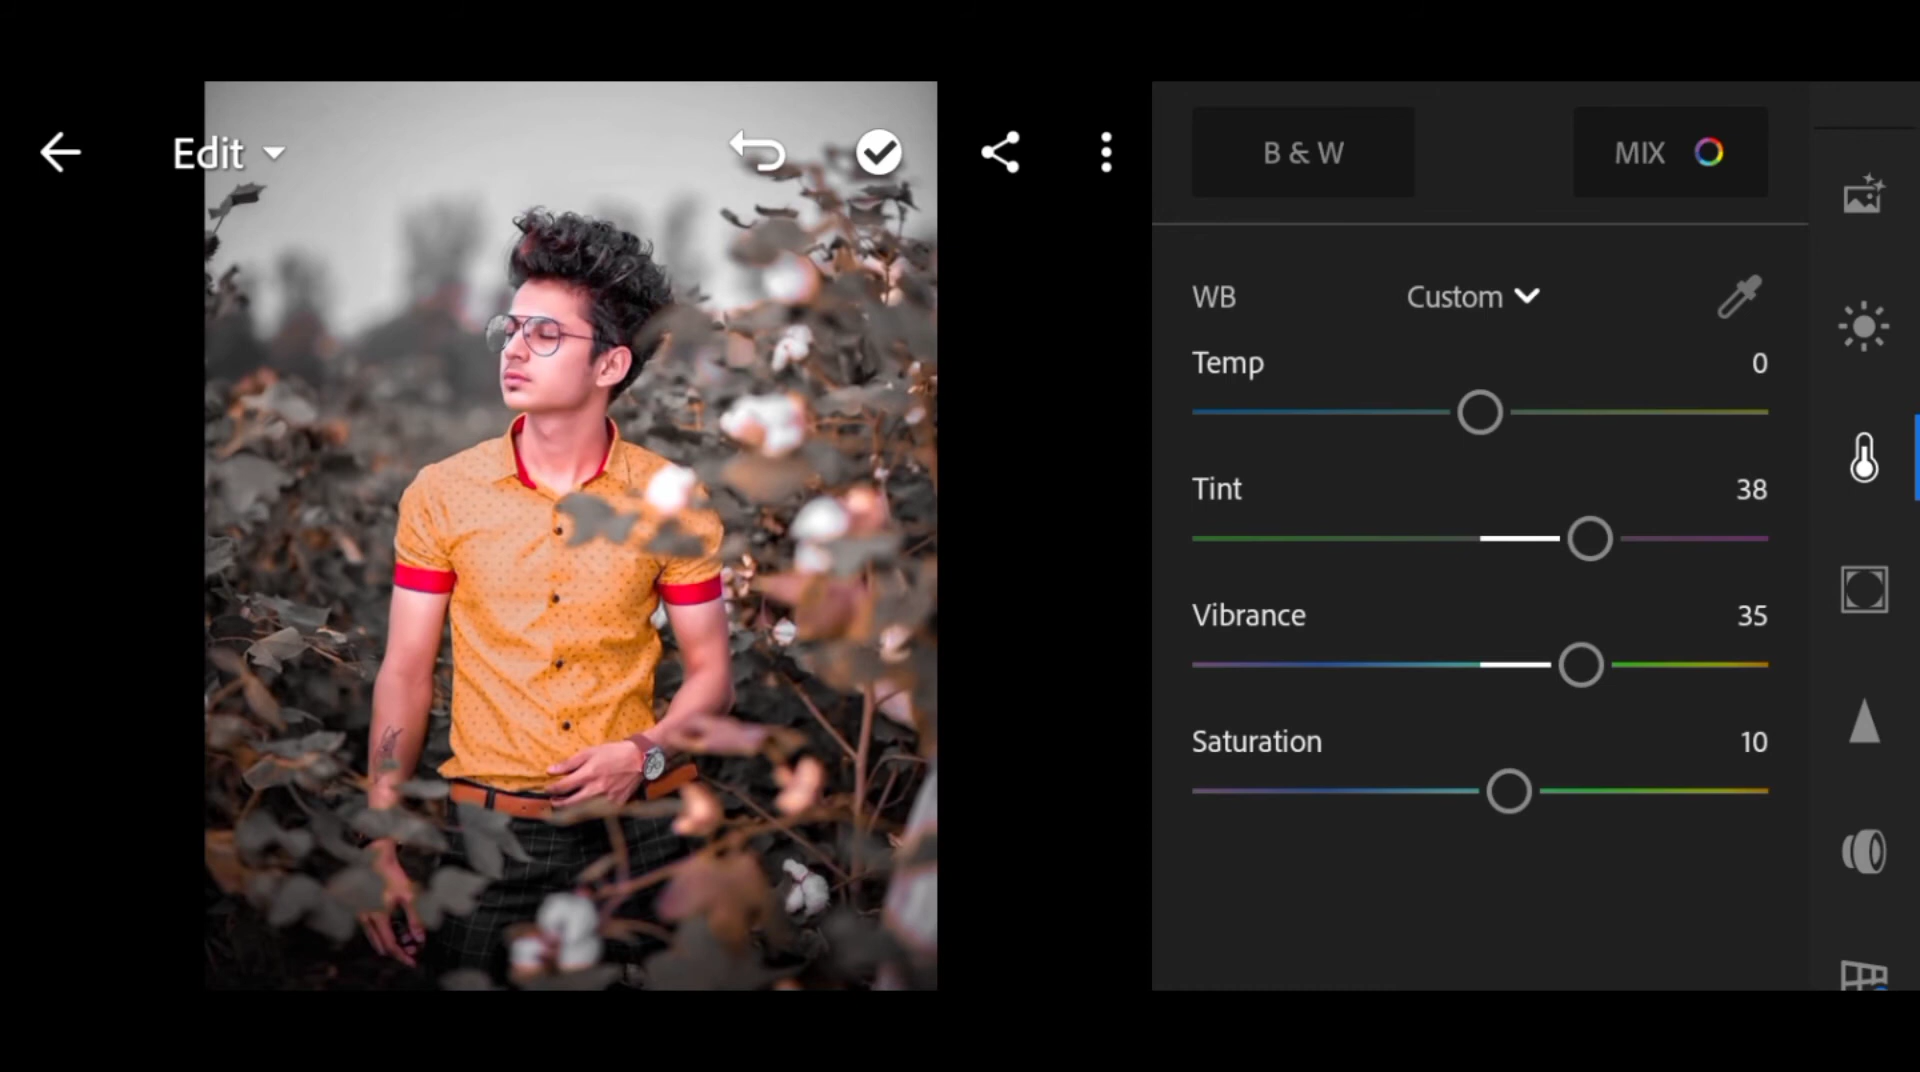 Edit
B & W
MIX
WB
Custom
Temp
0
Tint
38
Vibrance
35
Saturation
10